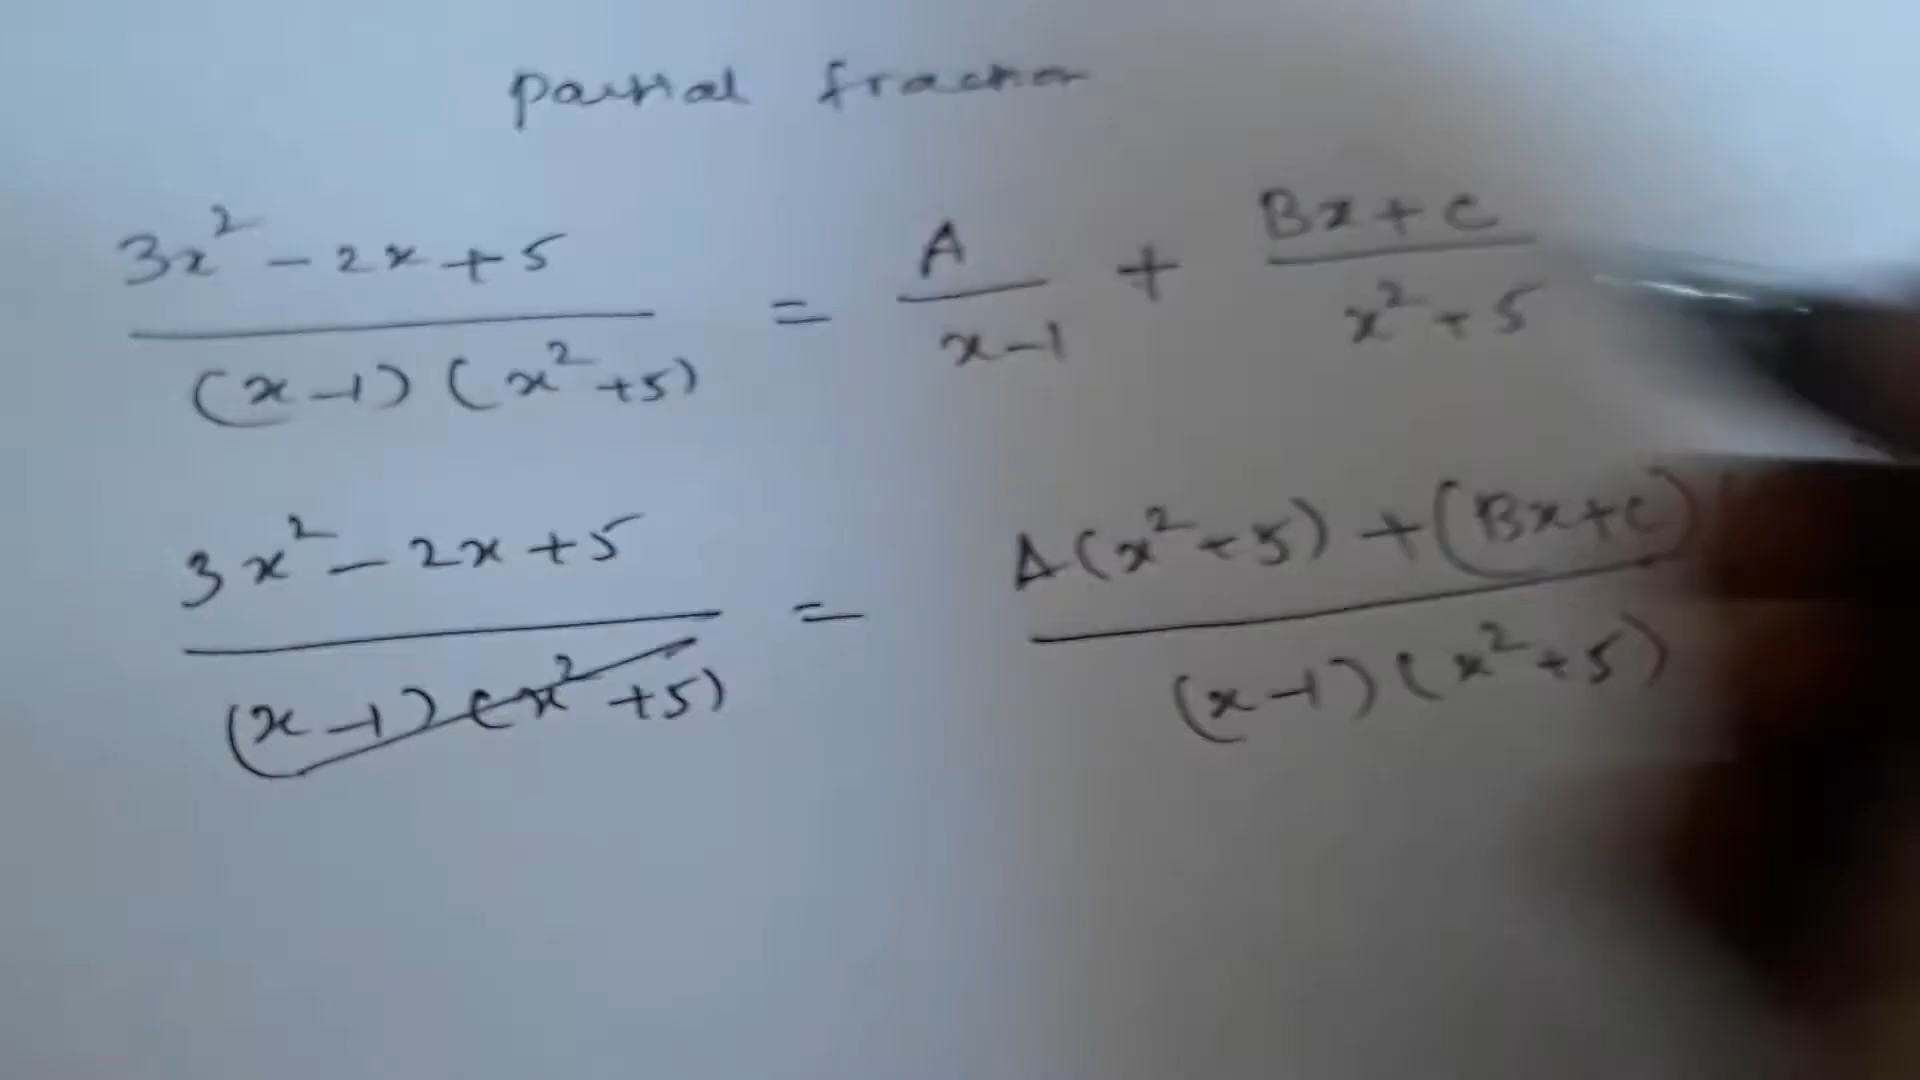 partial fraction
3x² - 2x + 5 / (x-1) (x² + 5) = A / x-1 + Bx + C / x² + 5
3x² - 2x + 5 / (x-1) (x² + 5) = A(x² + 5) + (Bx + C) / (x-1) (x² + 5)